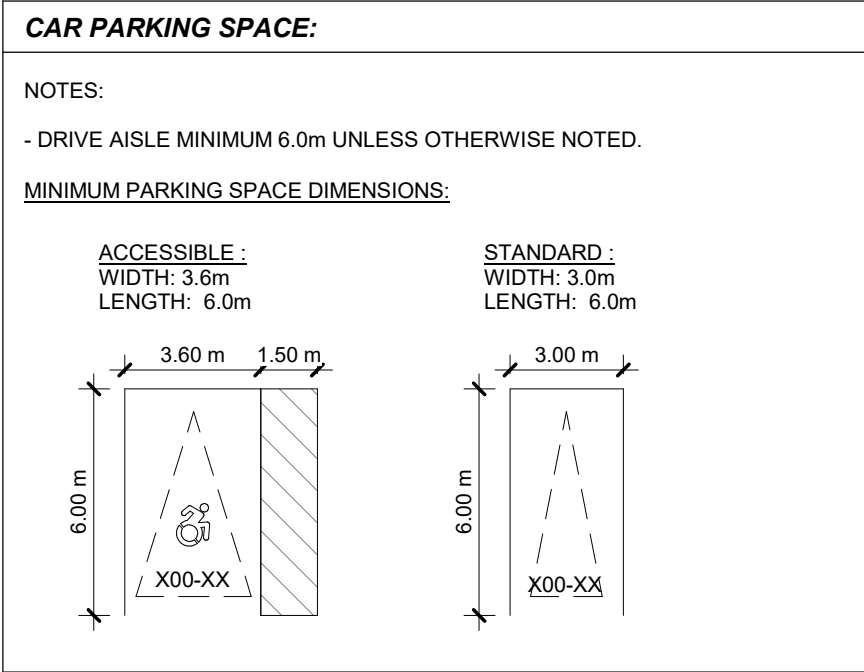 CAR PARKING SPACE:
NOTES:
- DRIVE AISLE MINIMUM 6.0m UNLESS OTHERWISE NOTED.
MINIMUM PARKING SPACE DIMENSIONS:
ACCESSIBLE :
WIDTH: 3.6m
LENGTH: 6.0m
3.60 m 1.50 m
6.00 m
X00-XX
STANDARD :
WIDTH: 3.0m
LENGTH: 6.0m
3.00 m
6.00 m
X00-XX